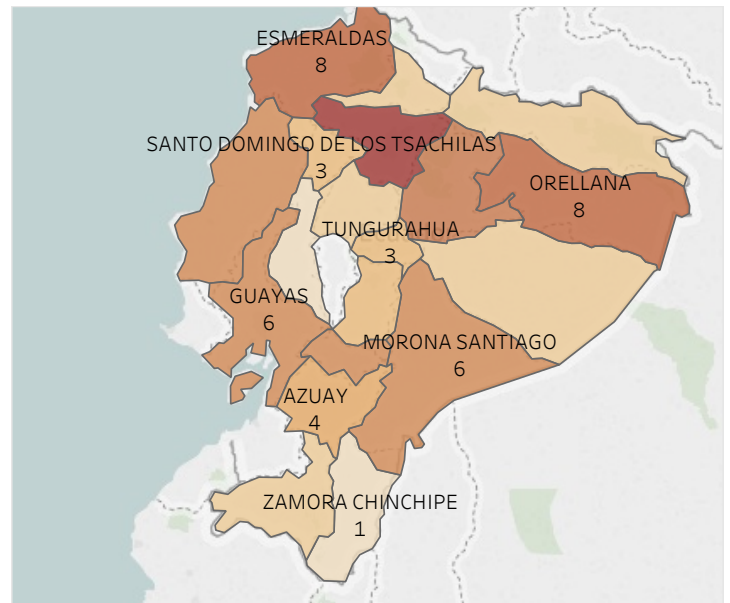 ESMERALDAS
8
SANTO DOMINGO DE LOS TSACHILAS
3
ORELLANA
8
TUNGURAHUA
3
GUAYAS
6
MORONA SANTIAGO
6
AZUAY
4
ZAMORA CHINCHIPE
1